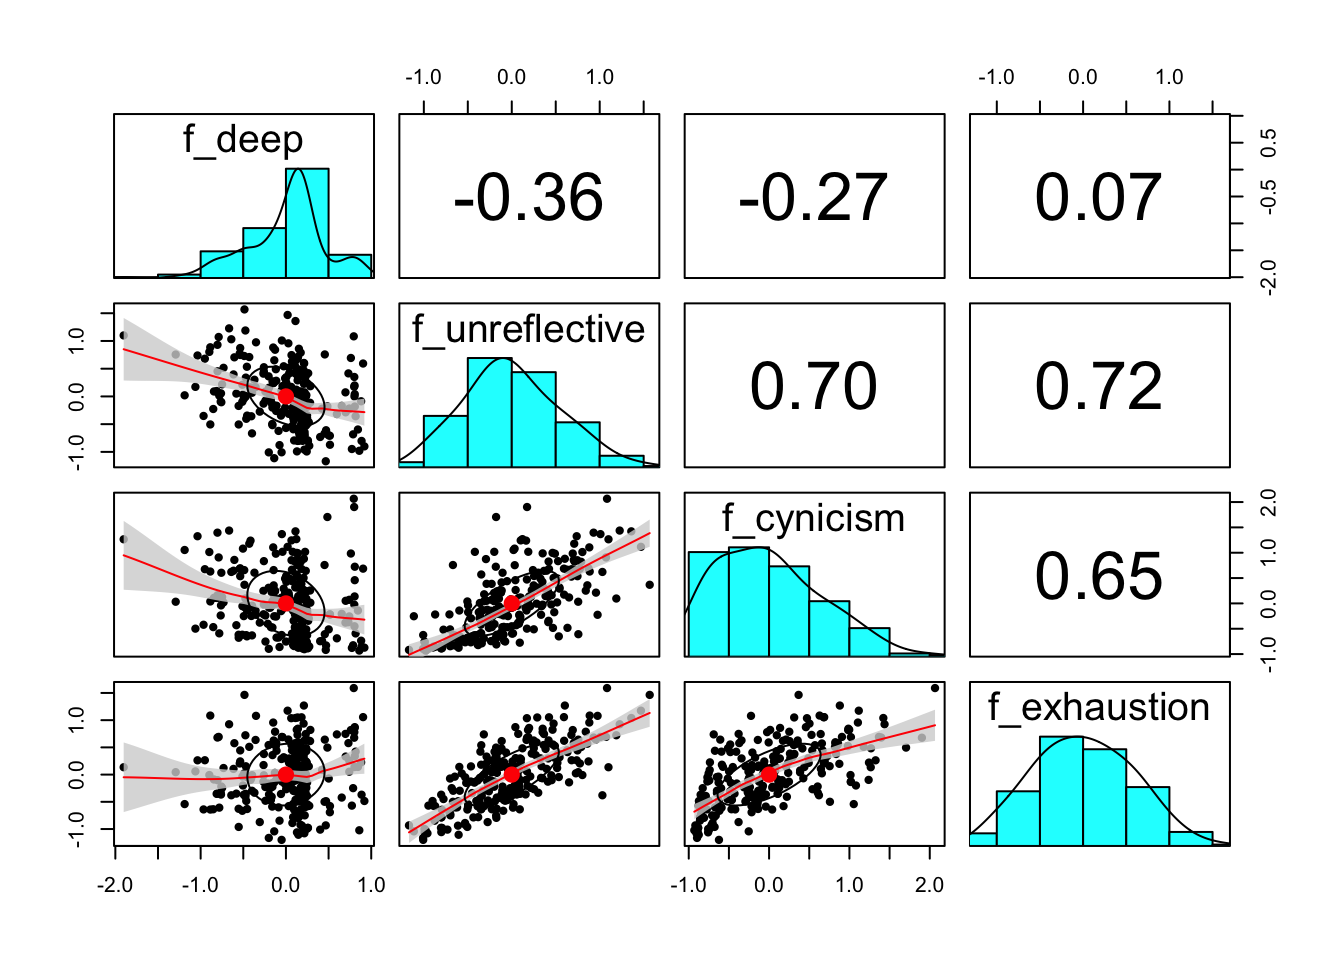 -1.0 0.0 1.0 -1.0 0.0 1.0
f_deep -0.36 -0.27 0.07 -2.0 -0.5 0.5
-1.0 0.0 1.0 f_unreflective 0.70 0.72
f_cynicism 0.65 -1.0 0.0 1.0 2.0
-1.0 0.0 1.0 f_exhaustion
-2.0 -1.0 0.0 1.0 -1.0 0.0 1.0 2.0